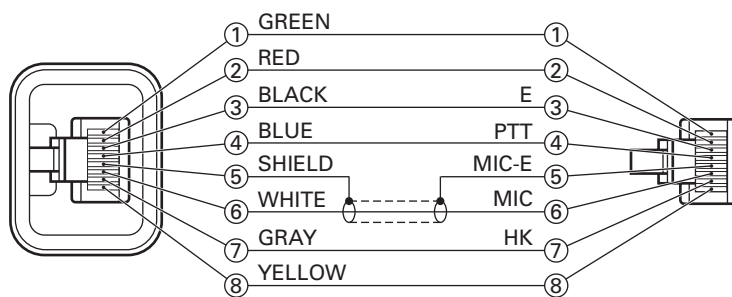 ① GREEN ①
② RED ②
③ BLACK E ③
④ BLUE PTT ④
⑤ SHIELD MIC-E ⑤
⑥ WHITE MIC ⑥
⑦ GRAY HK ⑦
⑧ YELLOW ⑧